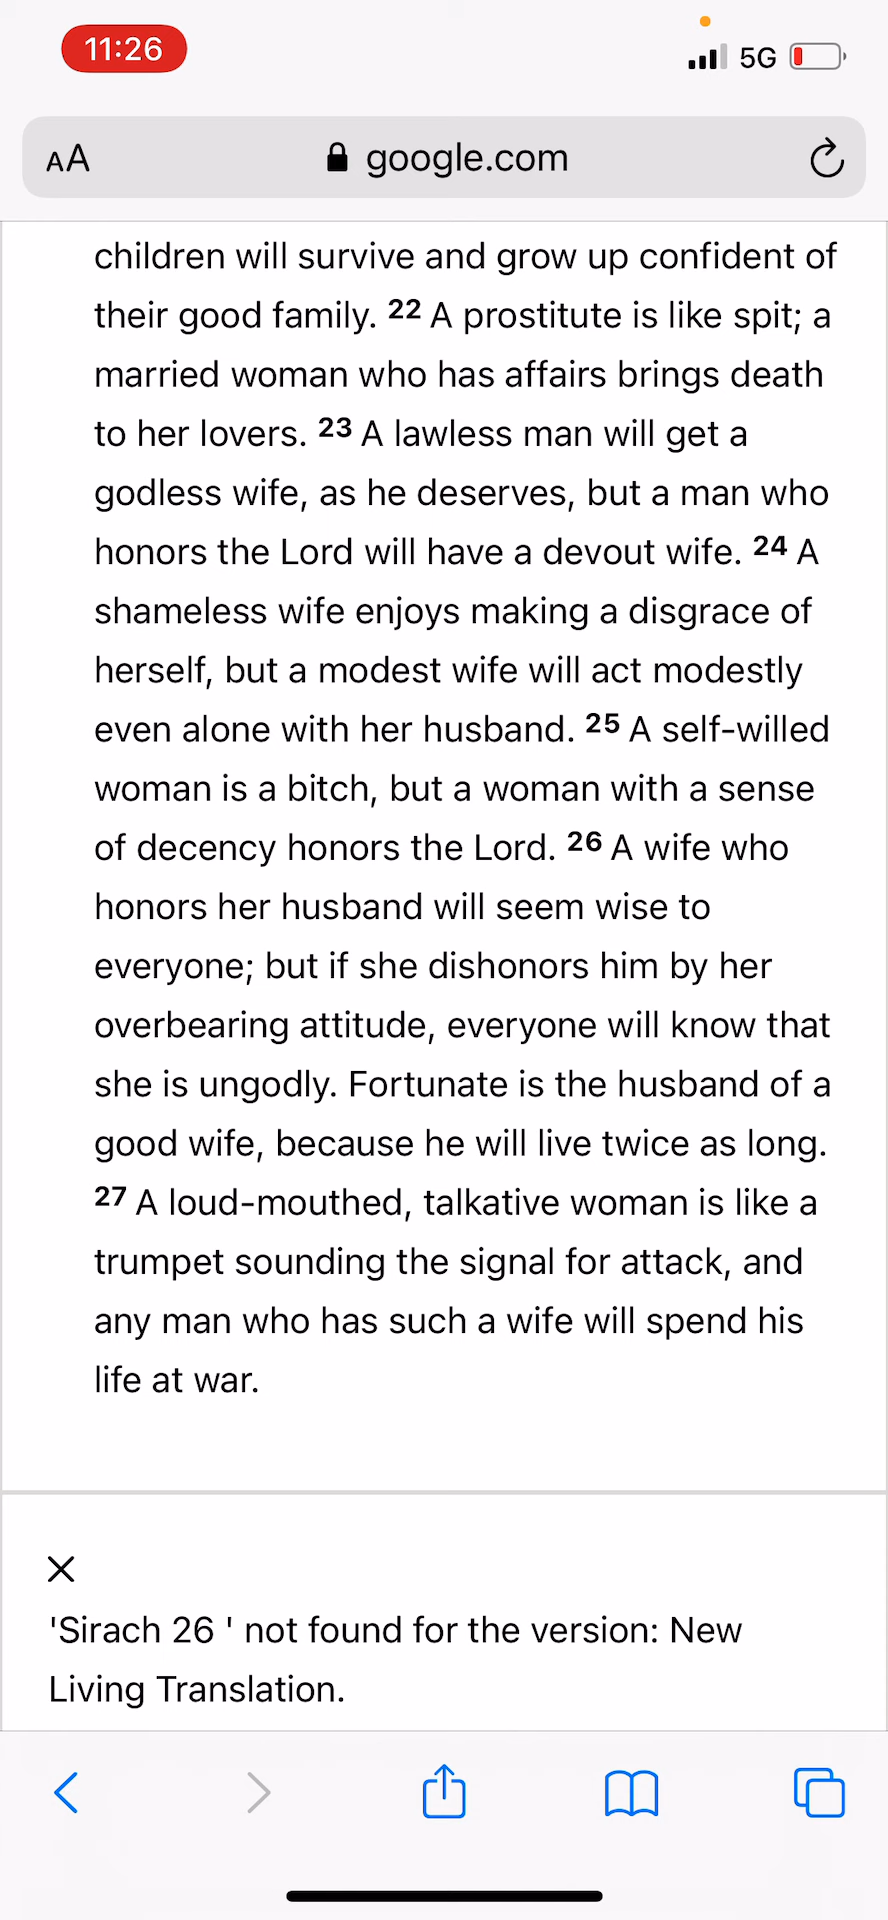 11:26
5G
AA google.com
children will survive and grow up confident of
their good family. 22 A prostitute is like spit; a
married woman who has affairs brings death
to her lovers. 23 A lawless man will get a
godless wife, as he deserves, but a man who
honors the Lord will have a devout wife. 24 A
shameless wife enjoys making a disgrace of
herself, but a modest wife will act modestly
even alone with her husband. 25 A self-willed
woman is a bitch, but a woman with a sense
of decency honors the Lord. 26 A wife who
honors her husband will seem wise to
everyone; but if she dishonors him by her
overbearing attitude, everyone will know that
she is ungodly. Fortunate is the husband of a
good wife, because he will live twice as long.
27 A loud-mouthed, talkative woman is like a
trumpet sounding the signal for attack, and
any man who has such a wife will spend his
life at war.
'Sirach 26 ' not found for the version: New
Living Translation.